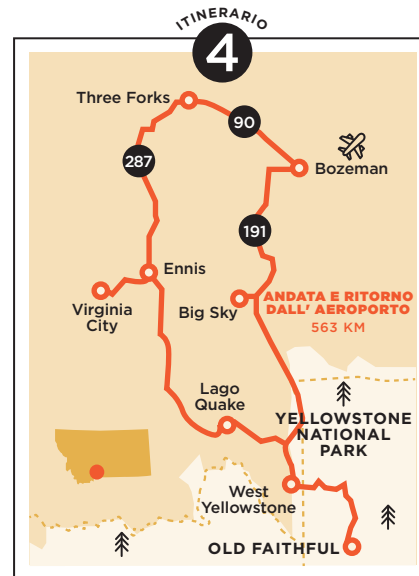 ITINERARIO
4
Three Forks
90
287
Bozeman
191
Ennis
Virginia
City
Big Sky
ANDATA E RITORNO
DALL' AEROPORTO
563 KM
Lago
Quake
YELLOWSTONE
NATIONAL
PARK
West
Yellowstone
OLD FAITHFUL